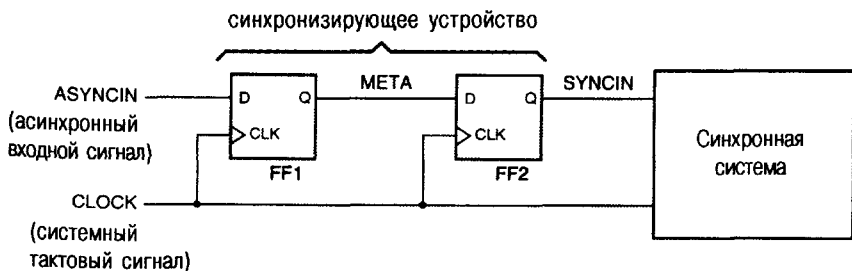 синхронизирующее устройство
ASYNCIN
(асинхронный
входной сигнал)
D Q
CLK
FF1
META
D Q
CLK
FF2
SYNCIN
Синхронная
система
CLOCK
(системный
тактовый сигнал)